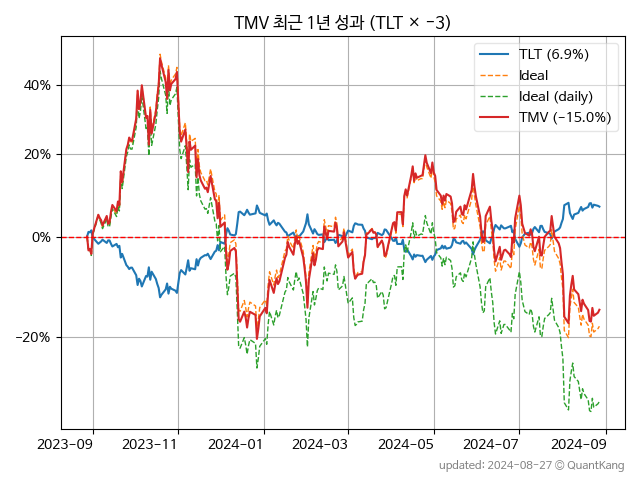 TMV 최근 1년 성과 (TLT × −3)
TLT (6.9%)
Ideal
Ideal (daily)
TMV (−15.0%)
40%
20%
0%
−20%
2023-09
2023-11
2024-01
2024-03
2024-05
2024-07
2024-09
updated: 2024-08-27 © QuantKang